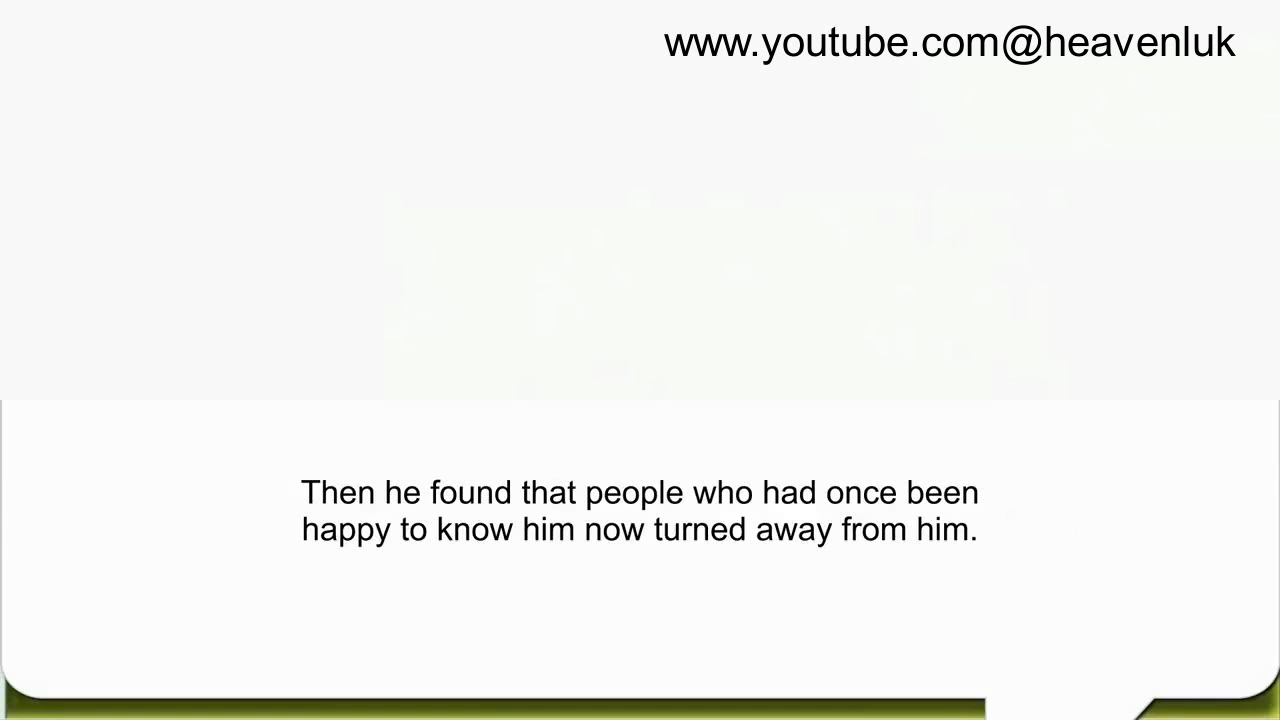 www.youtube.com@heavenluk
Then he found that people who had once been
happy to know him now turned away from him.